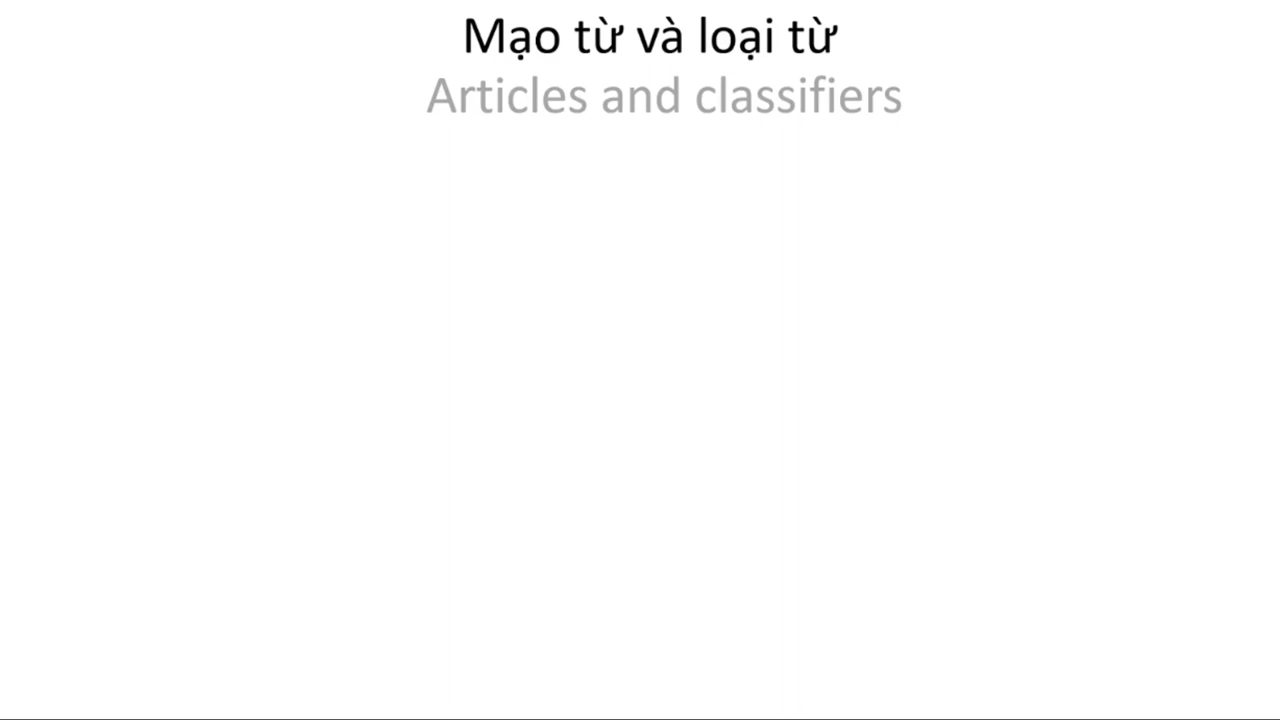 Mạo từ và loại từ
Articles and classifiers